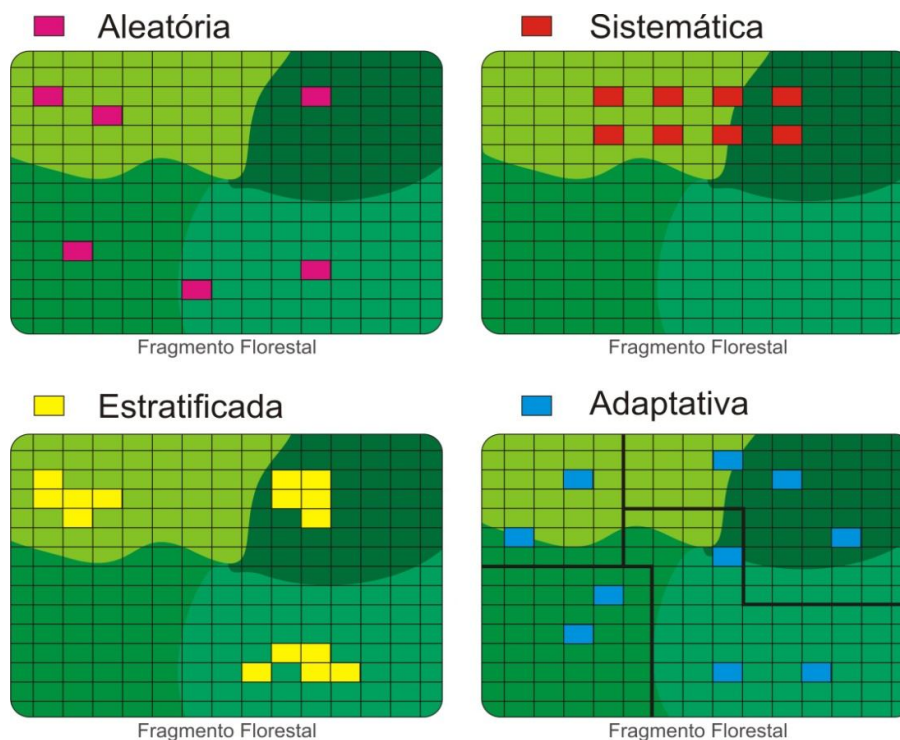 Aleatória
Sistemática
Fragmento Florestal
Fragmento Florestal
Estratificada
Adaptativa
Fragmento Florestal
Fragmento Florestal